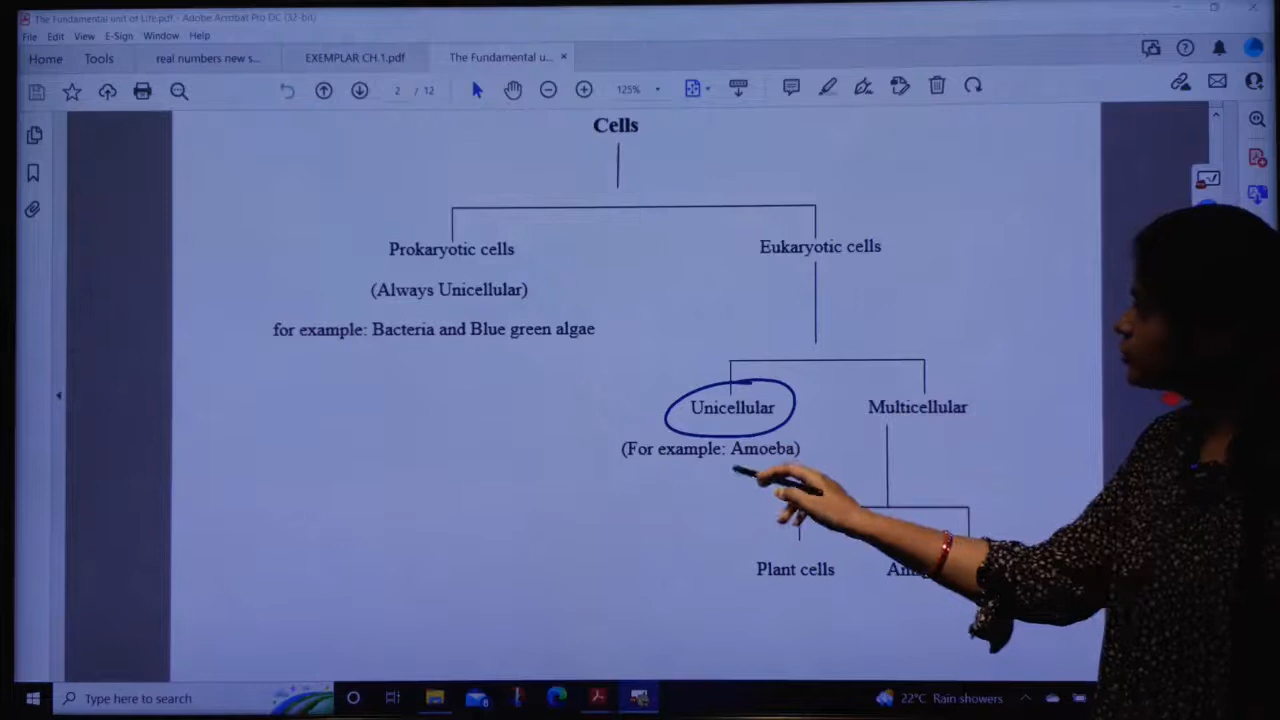 The Fundamental unit of Life.pdf - Adobe Acrobat Pro DC (32-bit)
File Edit View E-Sign Window Help
Home Tools real numbers new s... EXEMPLAR CH.1.pdf The Fundamental u... ×
2 / 12 125%
Cells
Prokaryotic cells Eukaryotic cells
(Always Unicellular)
for example: Bacteria and Blue green algae
Unicellular Multicellular
(For example: Amoeba)
Plant cells
Type here to search 22°C Rain showers